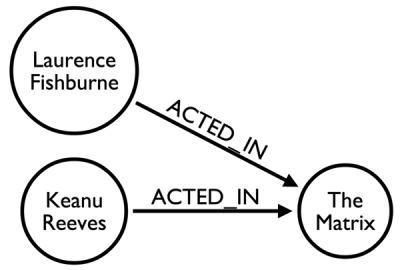 Laurence
Fishburne
ACTED_IN
Keanu
Reeves
ACTED_IN
The
Matrix